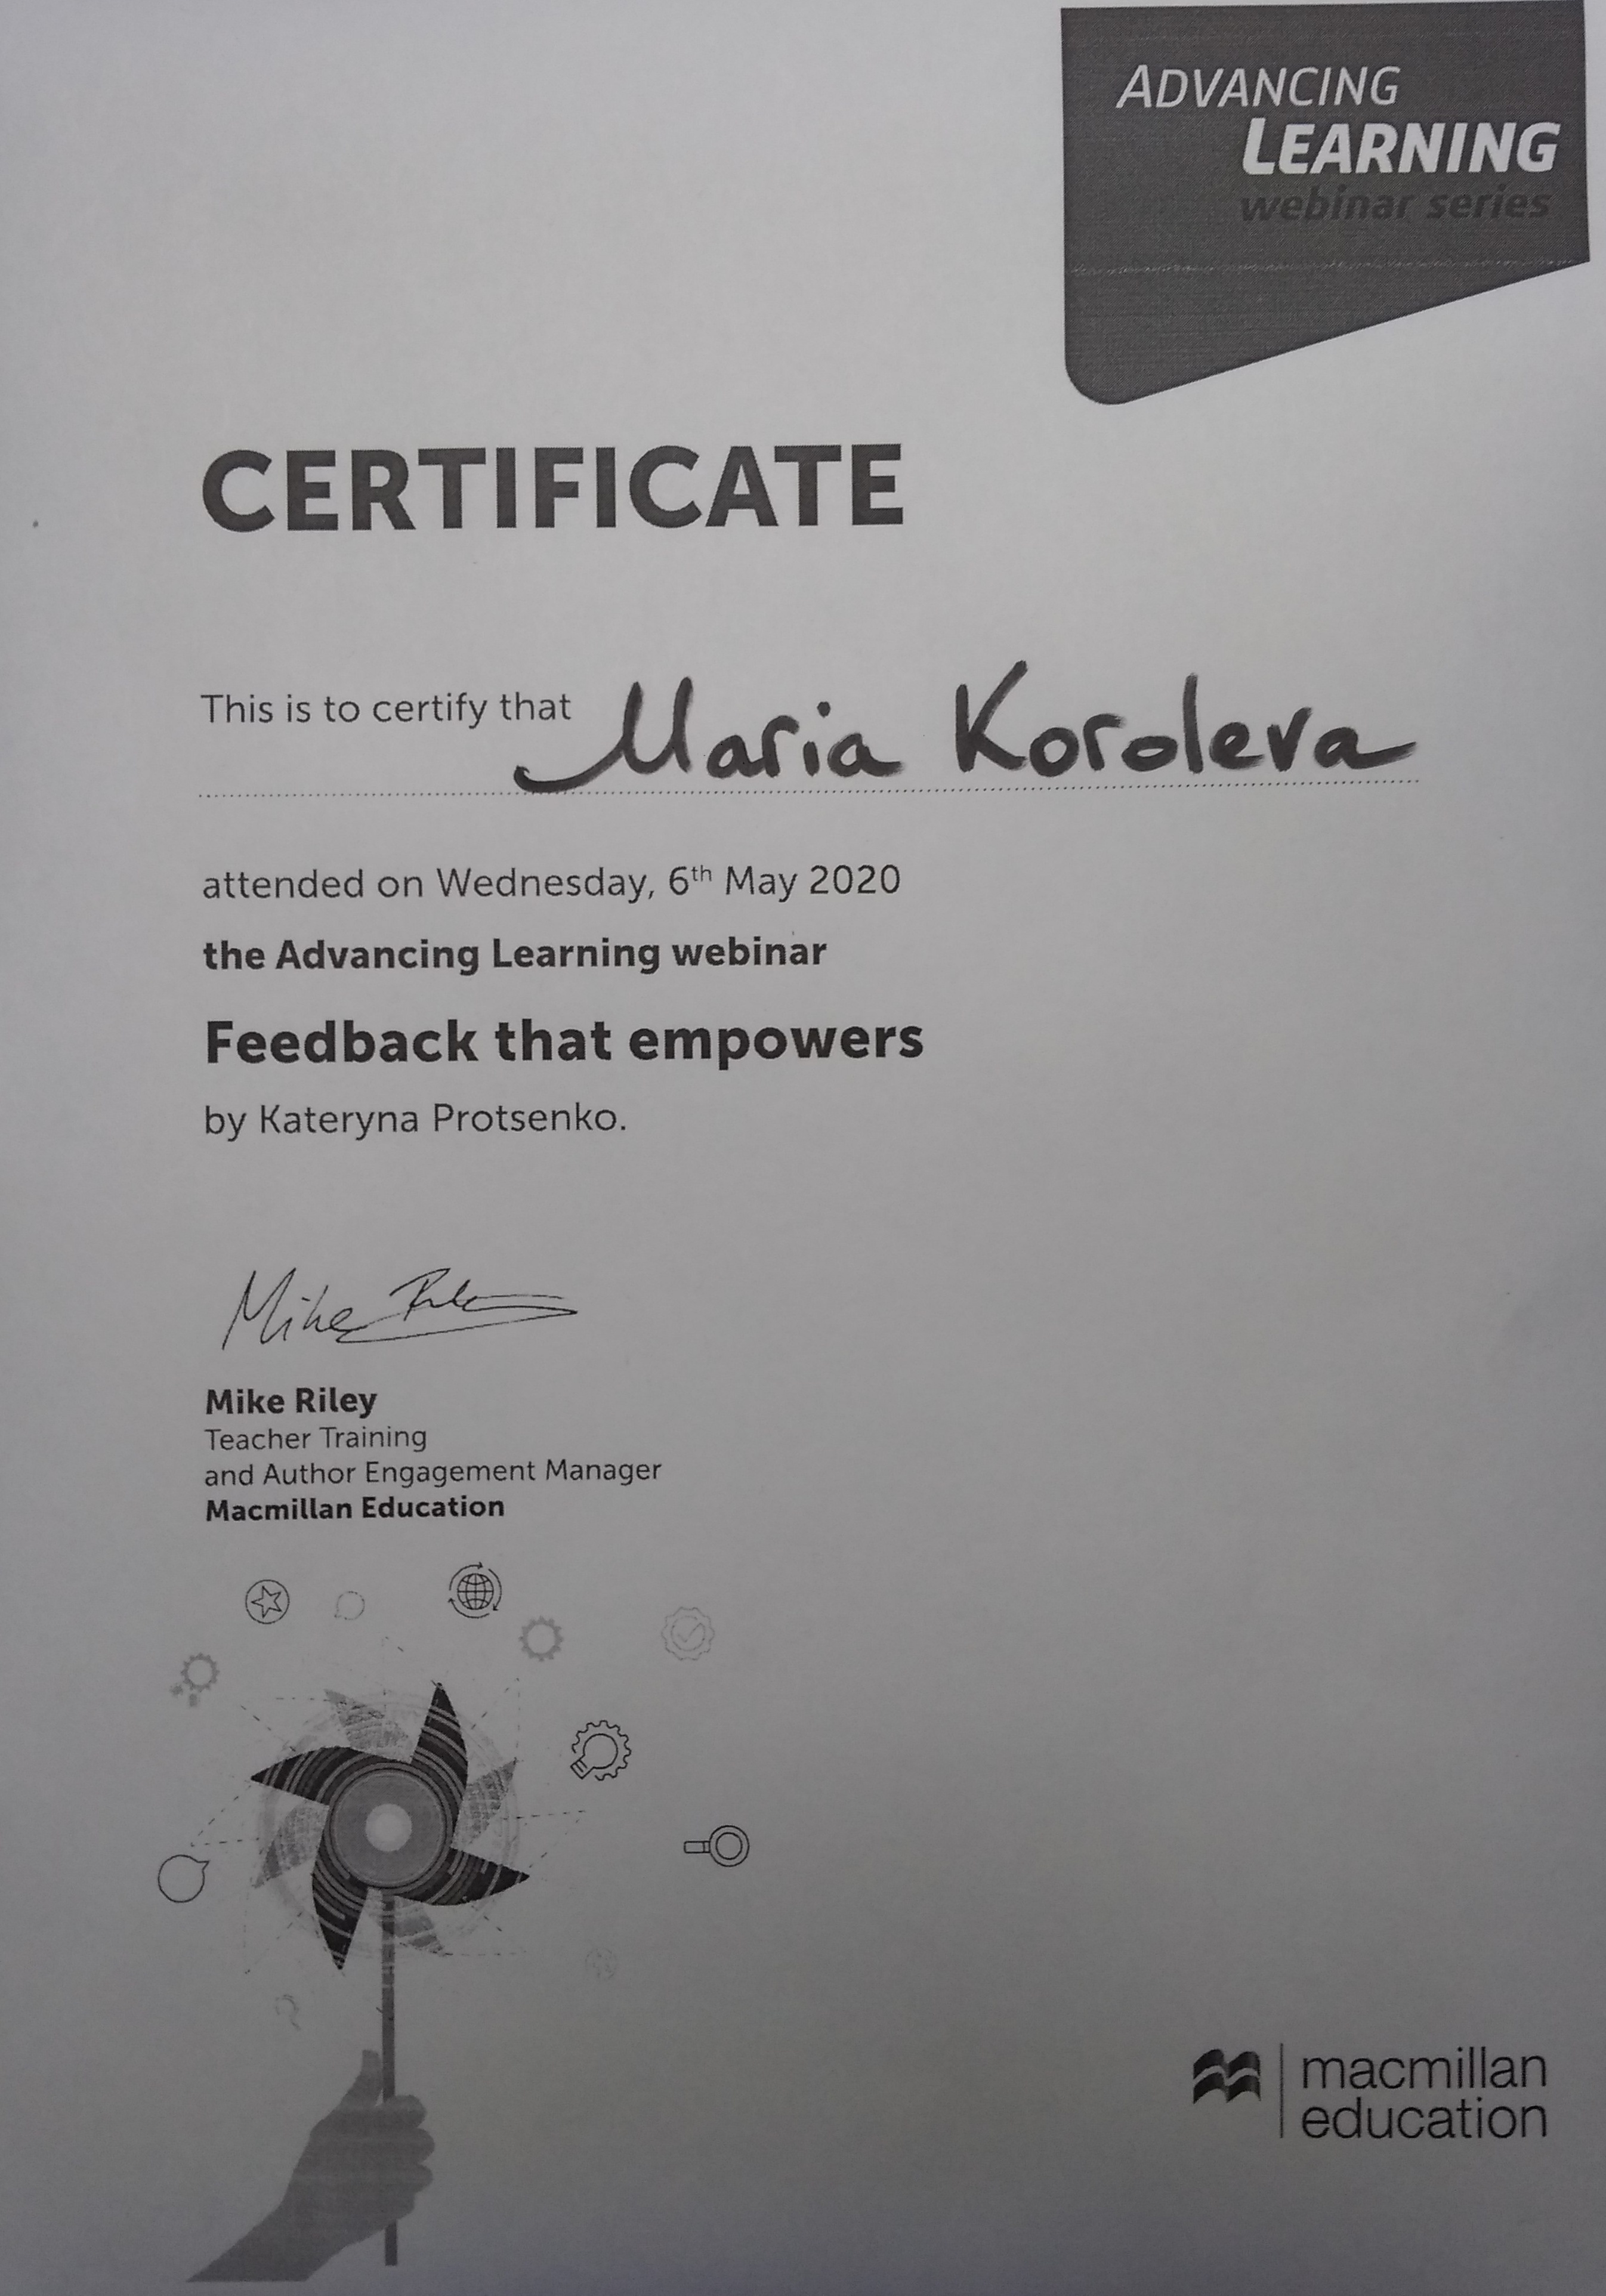 ADVANCING
LEARNING
webinar series
CERTIFICATE
This is to certify that Maria Koroleva
attended on Wednesday, 6th May 2020
the Advancing Learning webinar
Feedback that empowers
by Kateryna Protsenko.
Mike Riley
Mike Riley
Teacher Training
and Author Engagement Manager
Macmillan Education
macmillan
education